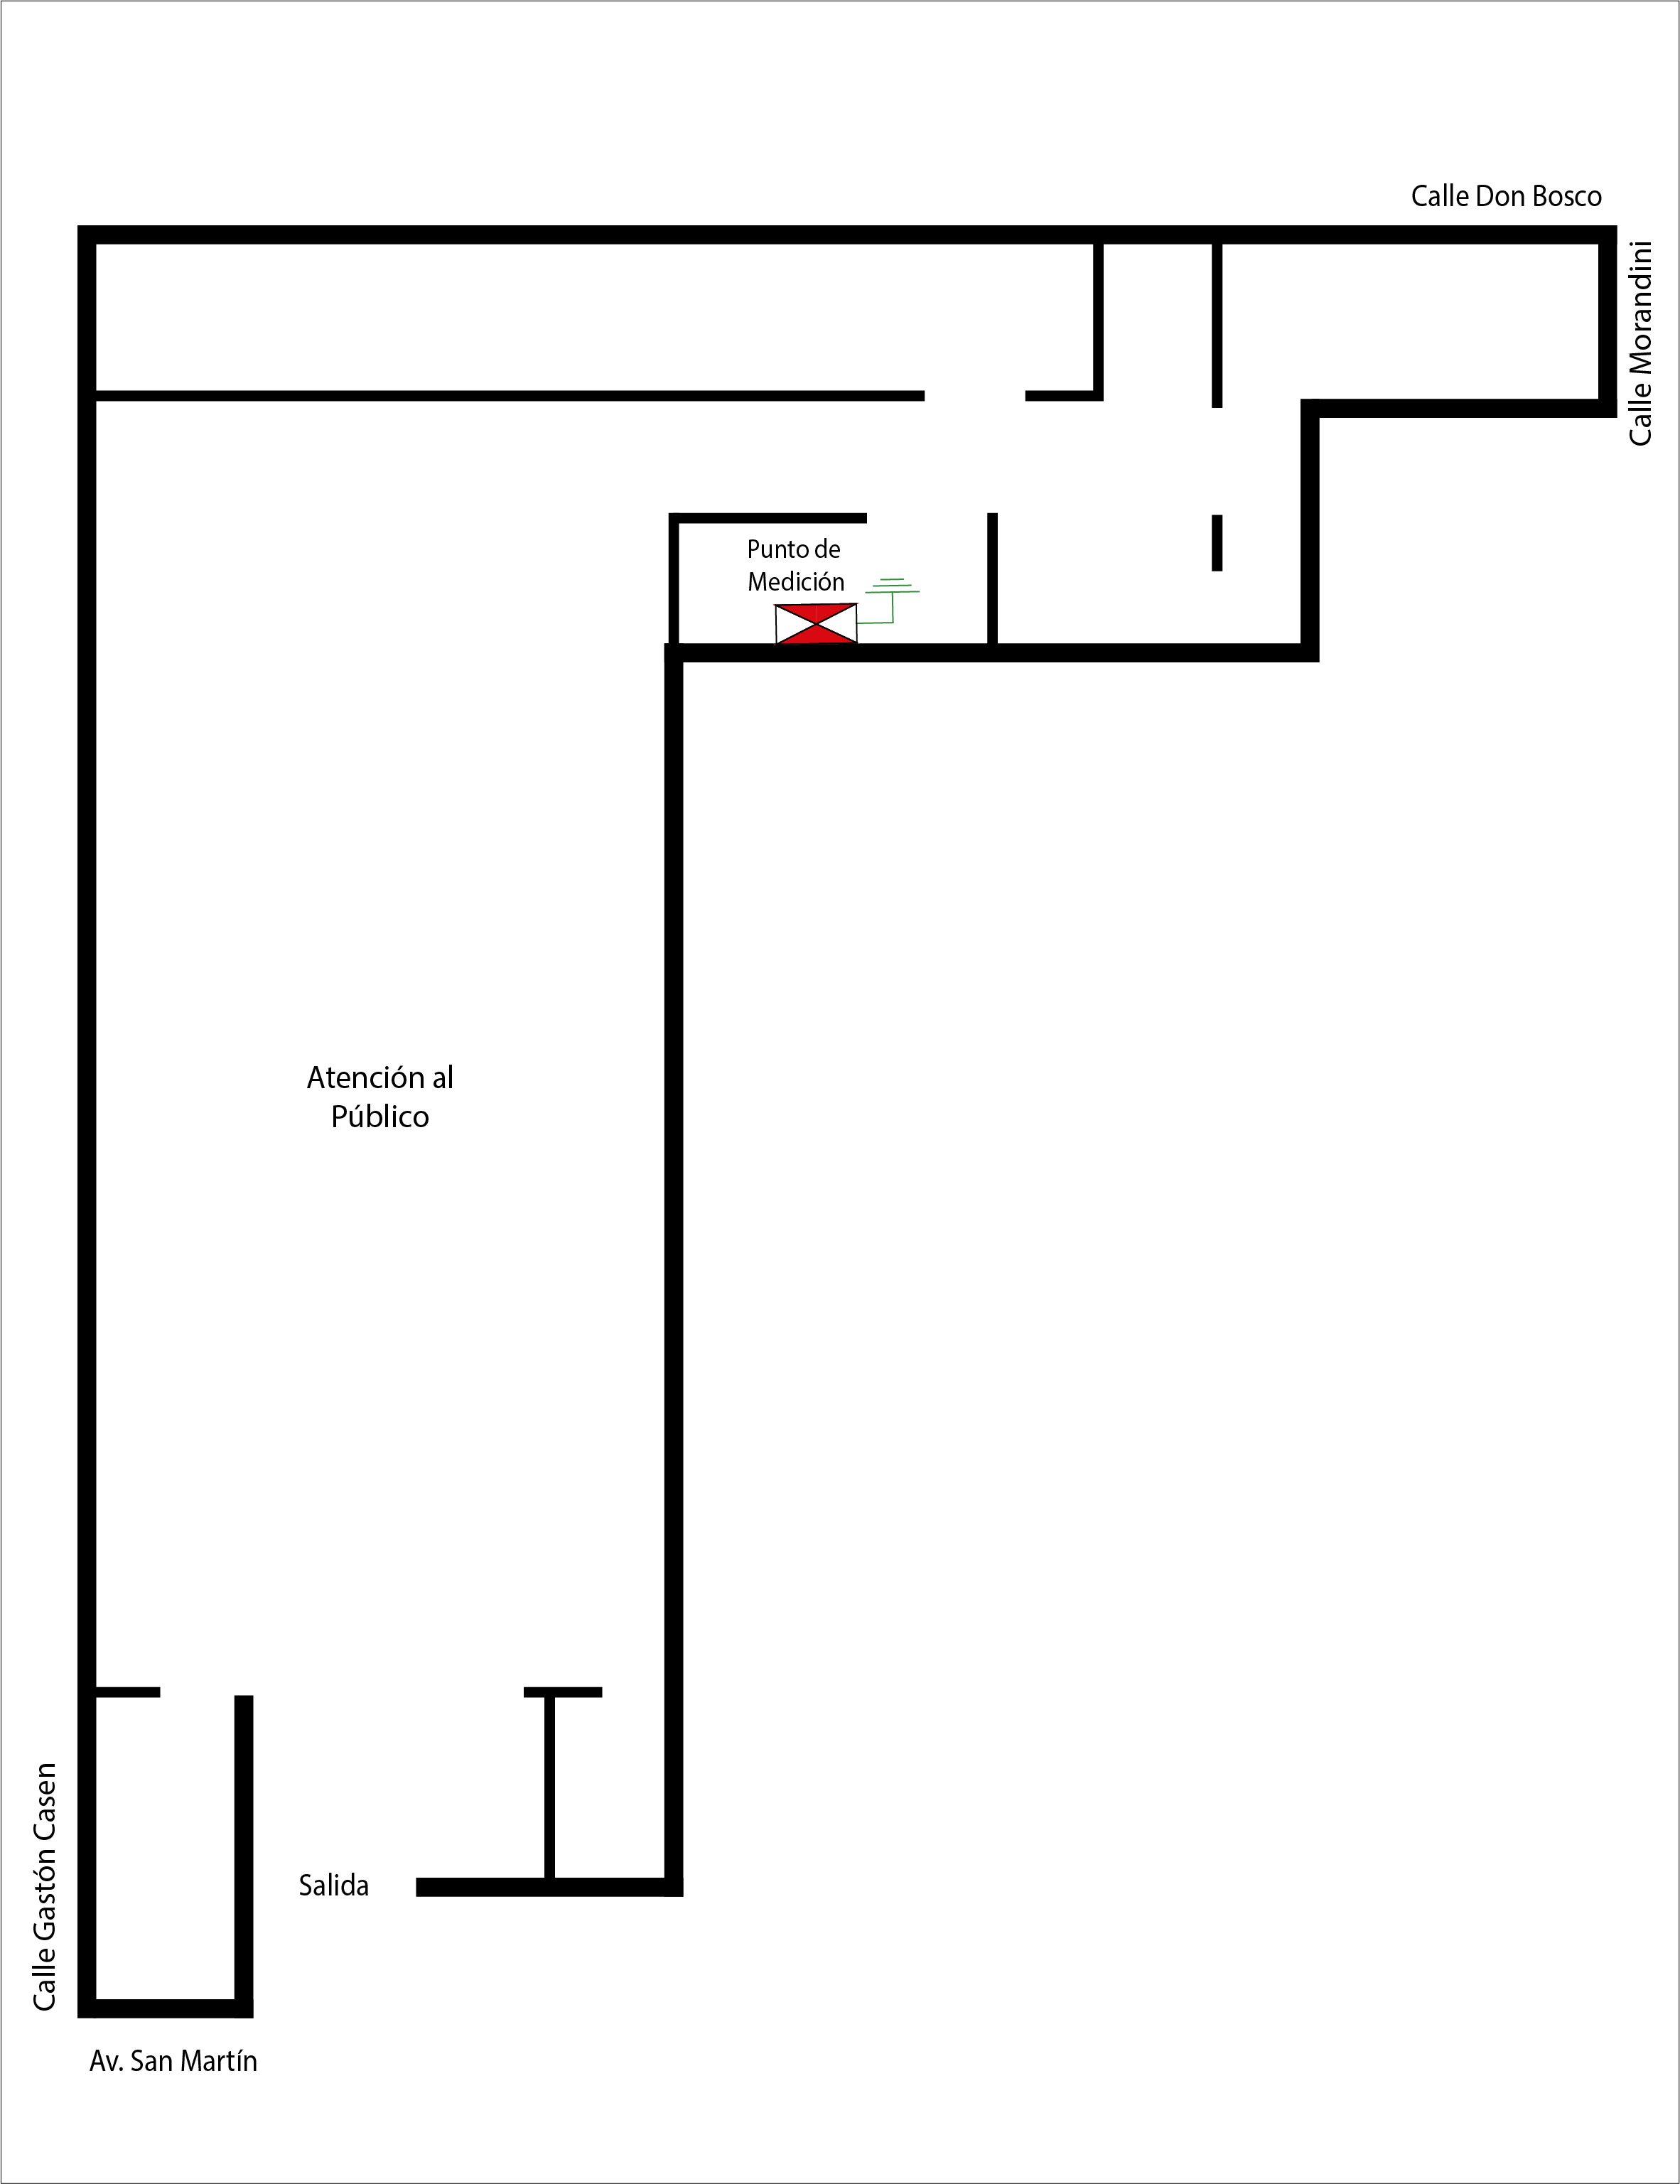 Calle Don Bosco
Calle Morandini
Punto de
Medición
Atención al
Público
Calle Gastón Casen
Salida
Av. San Martín